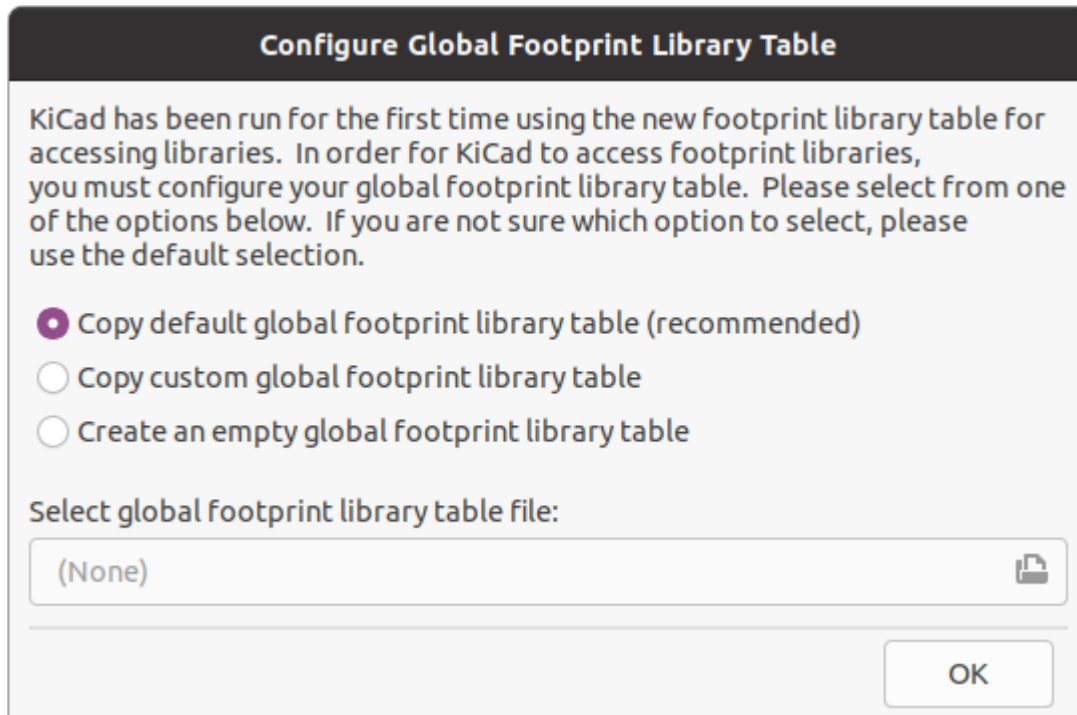 Configure Global Footprint Library Table
KiCad has been run for the first time using the new footprint library table for
accessing libraries.  In order for KiCad to access footprint libraries,
you must configure your global footprint library table.  Please select from one
of the options below.  If you are not sure which option to select, please
use the default selection.
Copy default global footprint library table (recommended)
Copy custom global footprint library table
Create an empty global footprint library table
Select global footprint library table file:
(None)
OK